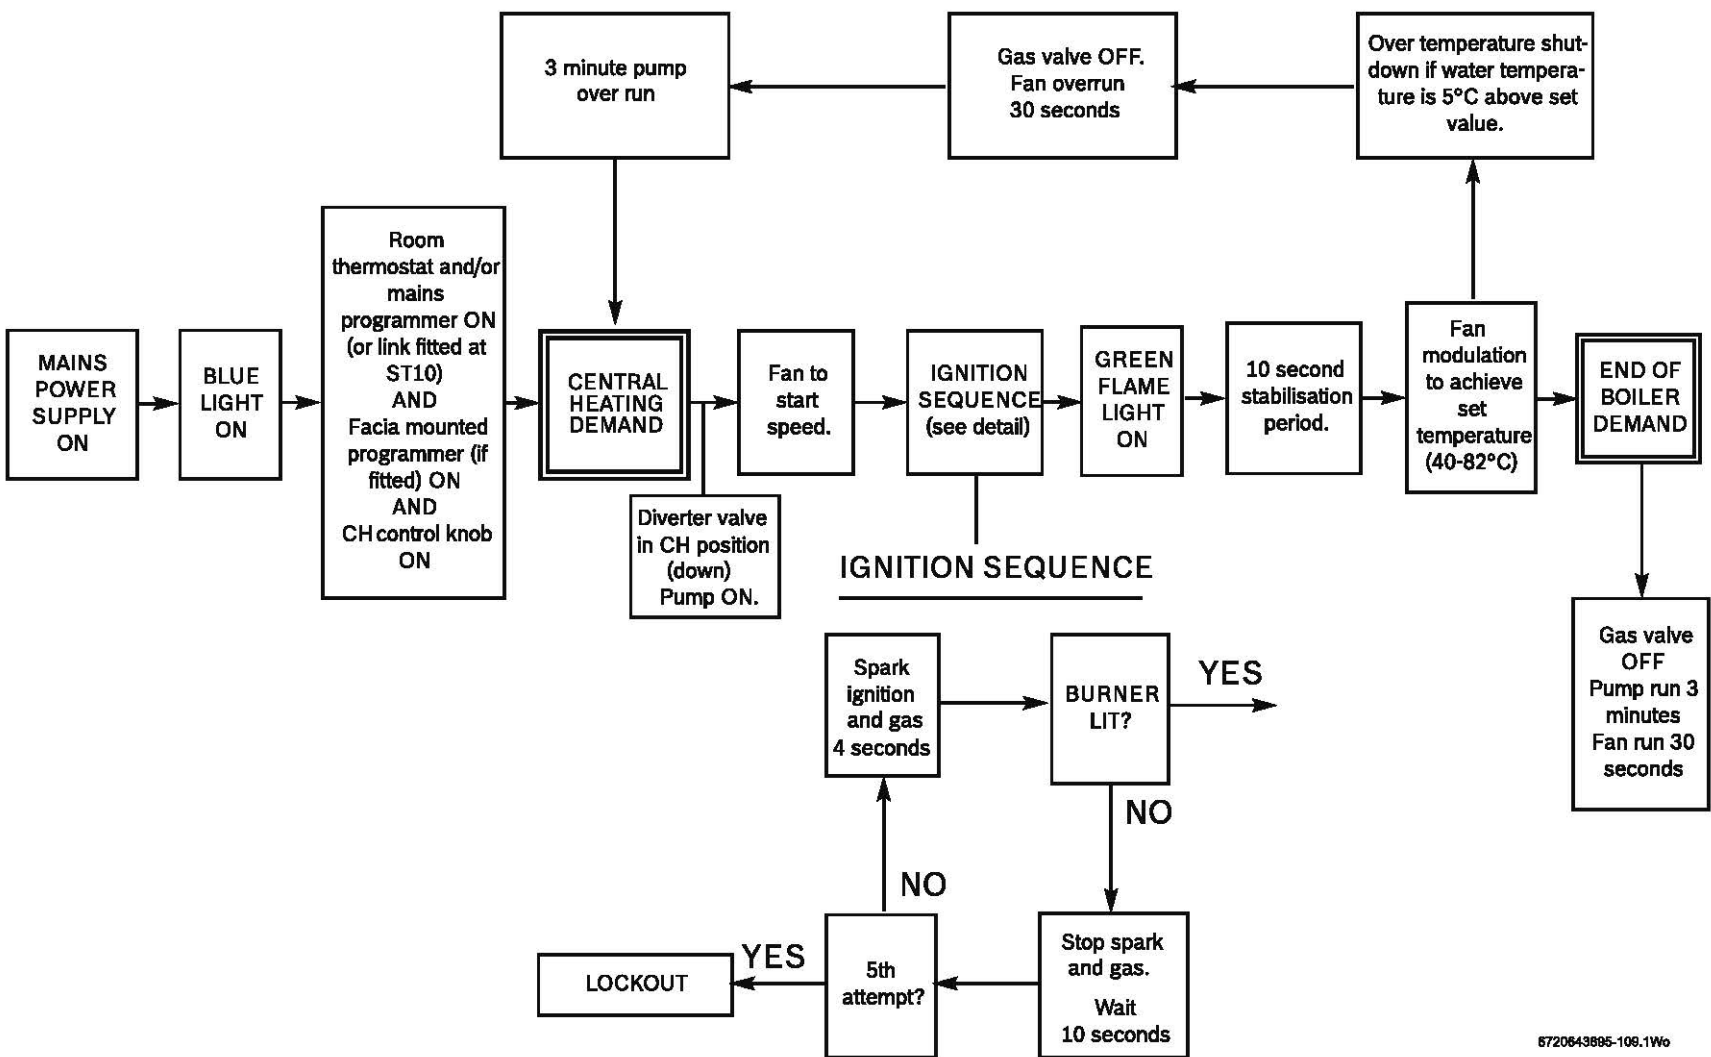 3 minute pump
over run
Gas valve OFF.
Fan overrun
30 seconds
Over temperature shut-
down if water tempera-
ture is 5°C above set
value.
MAINS
POWER
SUPPLY
ON
BLUE
LIGHT
ON
Room
thermostat and/or
mains
programmer ON
(or link fitted at
ST10)
AND
Facia mounted
programmer (if
fitted) ON
AND
CH control knob
ON
CENTRAL
HEATING
DEMAND
Diverter valve
in CH position
(down)
Pump ON.
Fan to
start
speed.
IGNITION
SEQUENCE
(see detail)
GREEN
FLAME
LIGHT
ON
10 second
stabilisation
period.
Fan
modulation
to achieve
set
temperature
(40-82°C)
END OF
BOILER
DEMAND
Gas valve
OFF
Pump run 3
minutes
Fan run 30
seconds
IGNITION SEQUENCE
Spark
ignition
and gas
4 seconds
BURNER
LIT?
YES
NO
Stop spark
and gas.
Wait
10 seconds
5th
attempt?
NO
YES
LOCKOUT
6720643895-109.1Wo